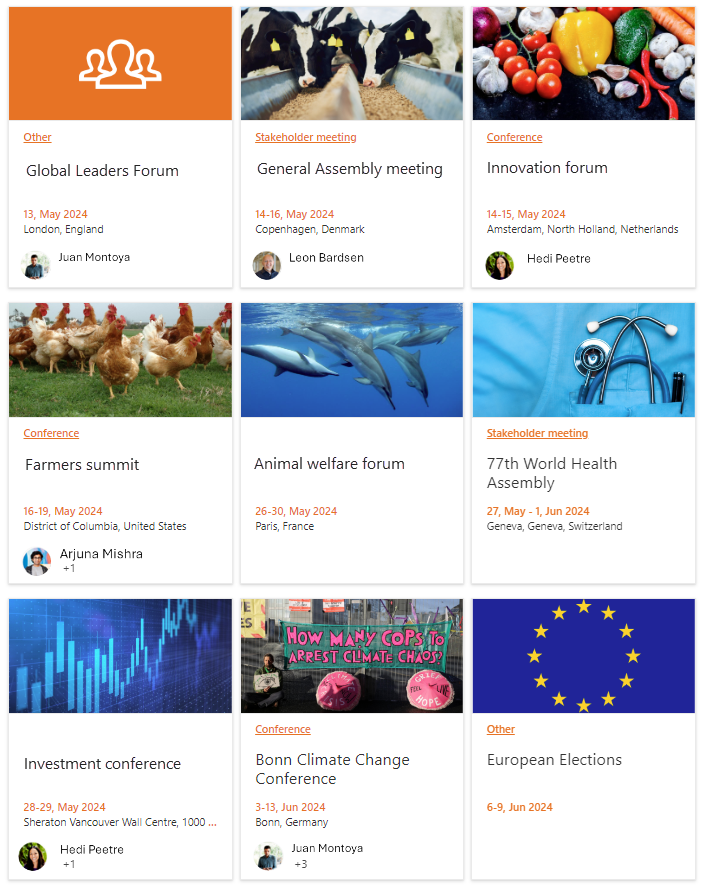 Other
Global Leaders Forum
13, May 2024
London, England
Juan Montoya
Stakeholder meeting
General Assembly meeting
14-16, May 2024
Copenhagen, Denmark
Leon Bardsen
Conference
Innovation forum
14-15, May 2024
Amsterdam, North Holland, Netherlands
Hedi Peetre
Conference
Farmers summit
16-19, May 2024
District of Columbia, United States
Arjuna Mishra
+1
Animal welfare forum
26-30, May 2024
Paris, France
Stakeholder meeting
77th World Health
Assembly
27, May - 1, Jun 2024
Geneva, Geneva, Switzerland
Investment conference
28-29, May 2024
Sheraton Vancouver Wall Centre, 1000 ...
Hedi Peetre
+1
HOW MANY COPS TO
ARREST CLIMATE CHAOS?
GRIEF
FEEL LIVE
HOPE
Conference
Bonn Climate Change
Conference
3-13, Jun 2024
Bonn, Germany
Juan Montoya
+3
Other
European Elections
6-9, Jun 2024